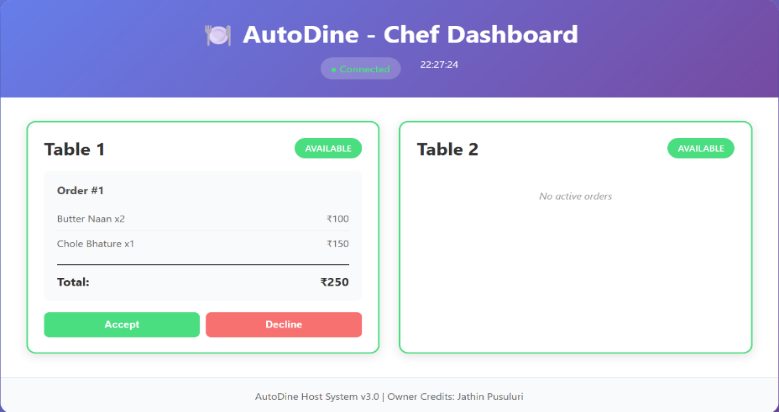 🍽️ AutoDine - Chef Dashboard
● Connected
22:27:24
Table 1
AVAILABLE
Order #1
Butter Naan x2 ₹100
Chole Bhature x1 ₹150
Total: ₹250
Accept
Decline
Table 2
AVAILABLE
No active orders
AutoDine Host System v3.0 | Owner Credits: Jathin Pusuluri